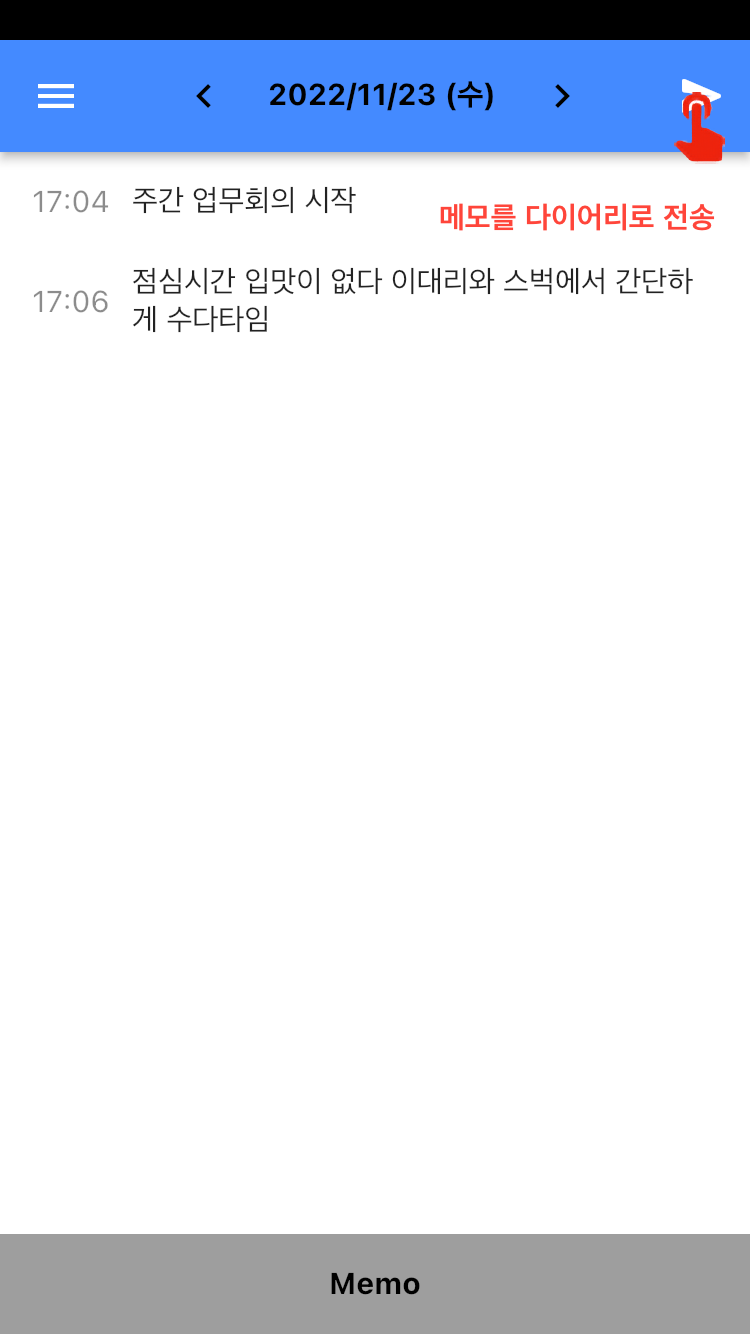 2022/11/23 (수)
17:04 주간 업무회의 시작
메모를 다이어리로 전송
17:06 점심시간 입맛이 없다 이대리와 스벅에서 간단하
게 수다타임
Memo